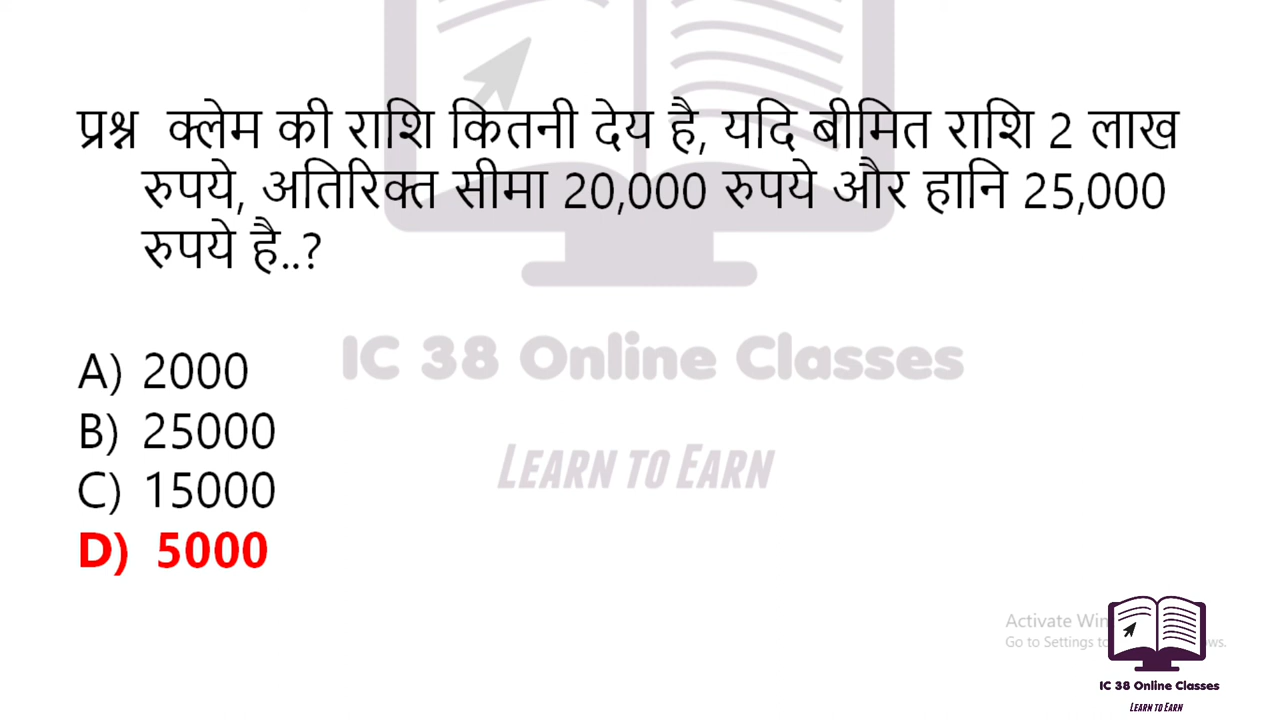 प्रश्न क्लेम की राशि कितनी देय है, यदि बीमित राशि 2 लाख
रुपये, अतिरिक्त सीमा 20,000 रुपये और हानि 25,000
रुपये है..?
A) 2000
IC 38 Online Classes
B) 25000
LEARN TO EARN
C) 15000
D) 5000
Activate Win
Go to Settings to
ows.
IC 38 Online Classes
LEARN TO EARN